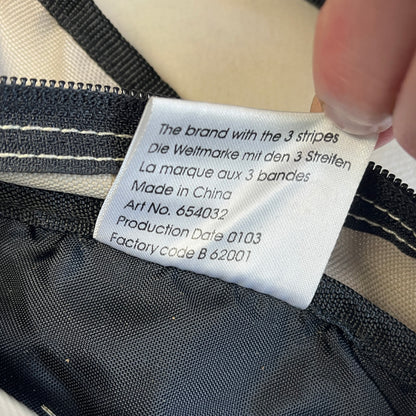 The brand with the 3 stripes
Die Weltmarke mit den 3 Streifen
La marque aux 3 bandes
Made in China
Art No. 654032
Production Date 0103
Factory code B 62001